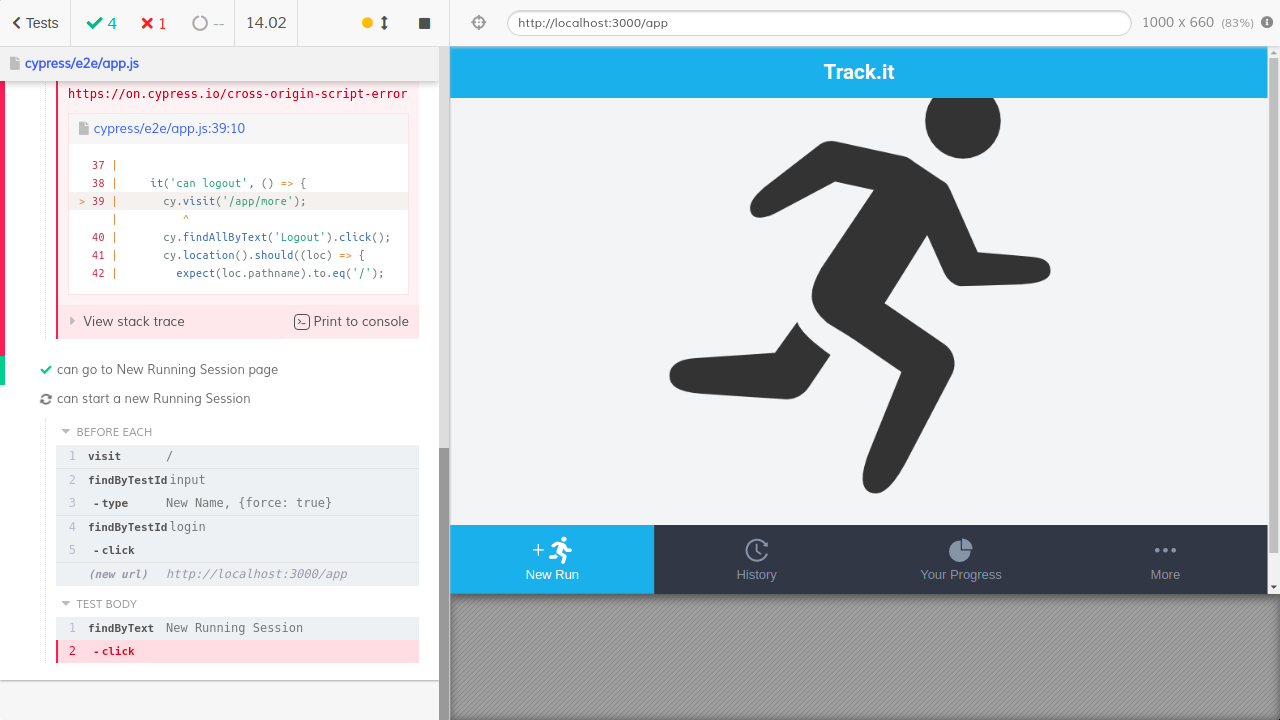 Tests
4
1
--
14.02
http://localhost:3000/app
1000 x 660 (83%)
cypress/e2e/app.js
https://on.cypress.io/cross-origin-script-error
cypress/e2e/app.js:39:10
37 |
38 | it('can logout', () => {
> 39 | cy.visit('/app/more');
| ^
40 | cy.findAllByText('Logout').click();
41 | cy.location().should((loc) => {
42 | expect(loc.pathname).to.eq('/');
View stack trace
Print to console
can go to New Running Session page
can start a new Running Session
BEFORE EACH
1 visit /
2 findByTestId input
3 - type New Name, {force: true}
4 findByTestId login
5 - click
(new url) http://localhost:3000/app
TEST BODY
1 findByText New Running Session
2 - click
Track.it
+
New Run
History
Your Progress
More